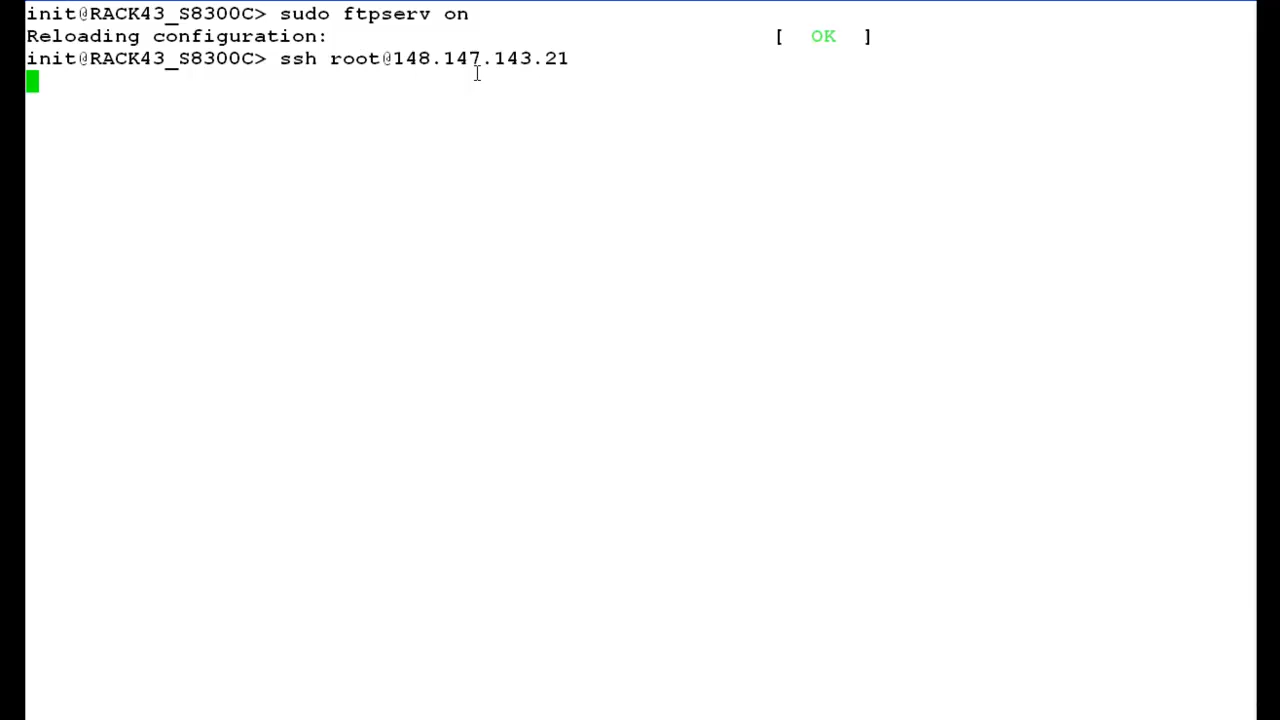 init@RACK43_S8300C> sudo ftpserv on
Reloading configuration: [ OK ]
init@RACK43_S8300C> ssh root@148.147.143.21